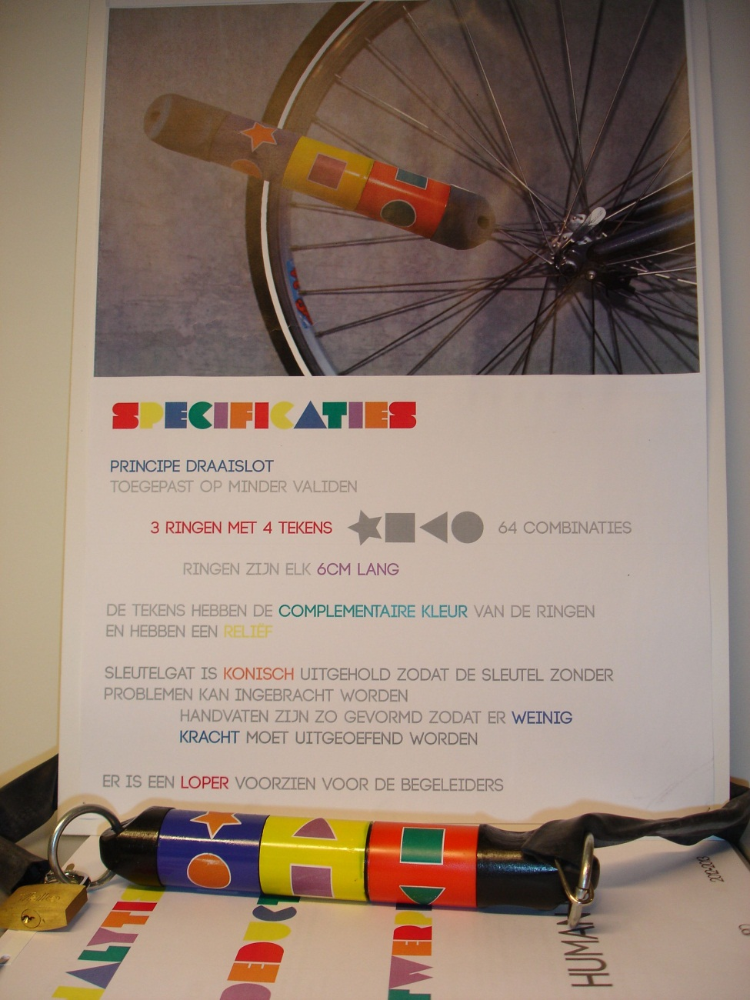 SPECIFICATIES
PRINCIPE DRAAISLOT
TOEGEPAST OP MINDER VALIDEN
3 RINGEN MET 4 TEKENS 64 COMBINATIES
RINGEN ZIJN ELK 6CM LANG
DE TEKENS HEBBEN DE COMPLEMENTAIRE KLEUR VAN DE RINGEN
EN HEBBEN EEN RELIËF
SLEUTELGAT IS KONISCH UITGEHOLD ZODAT DE SLEUTEL ZONDER
PROBLEMEN KAN INGEBRACHT WORDEN
HANDVATEN ZIJN ZO GEVORMD ZODAT ER WEINIG
KRACHT MOET UITGEOEFEND WORDEN
ER IS EEN LOPER VOORZIEN VOOR DE BEGELEIDERS
2012-2013
HUMAN